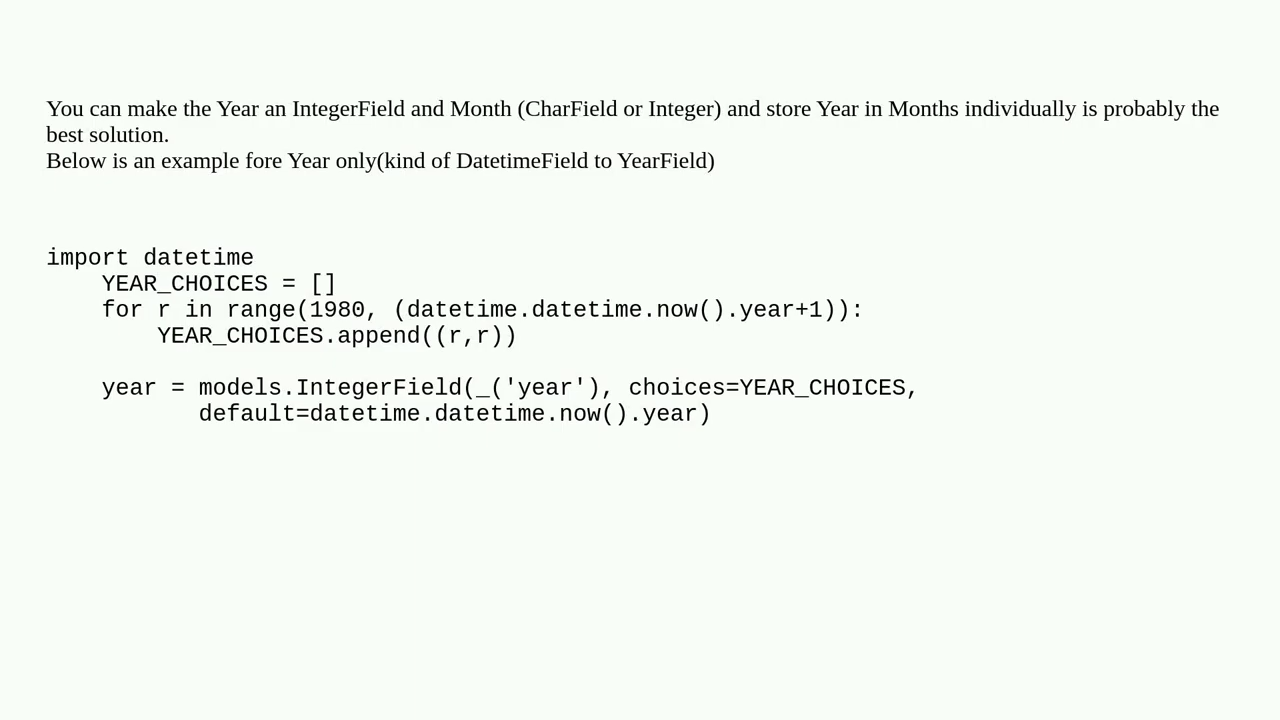 You can make the Year an IntegerField and Month (CharField or Integer) and store Year in Months individually is probably the
best solution.
Below is an example fore Year only(kind of DatetimeField to YearField)
import datetime
    YEAR_CHOICES = []
    for r in range(1980, (datetime.datetime.now().year+1)):
        YEAR_CHOICES.append((r,r))
    year = models.IntegerField(_('year'), choices=YEAR_CHOICES,
           default=datetime.datetime.now().year)